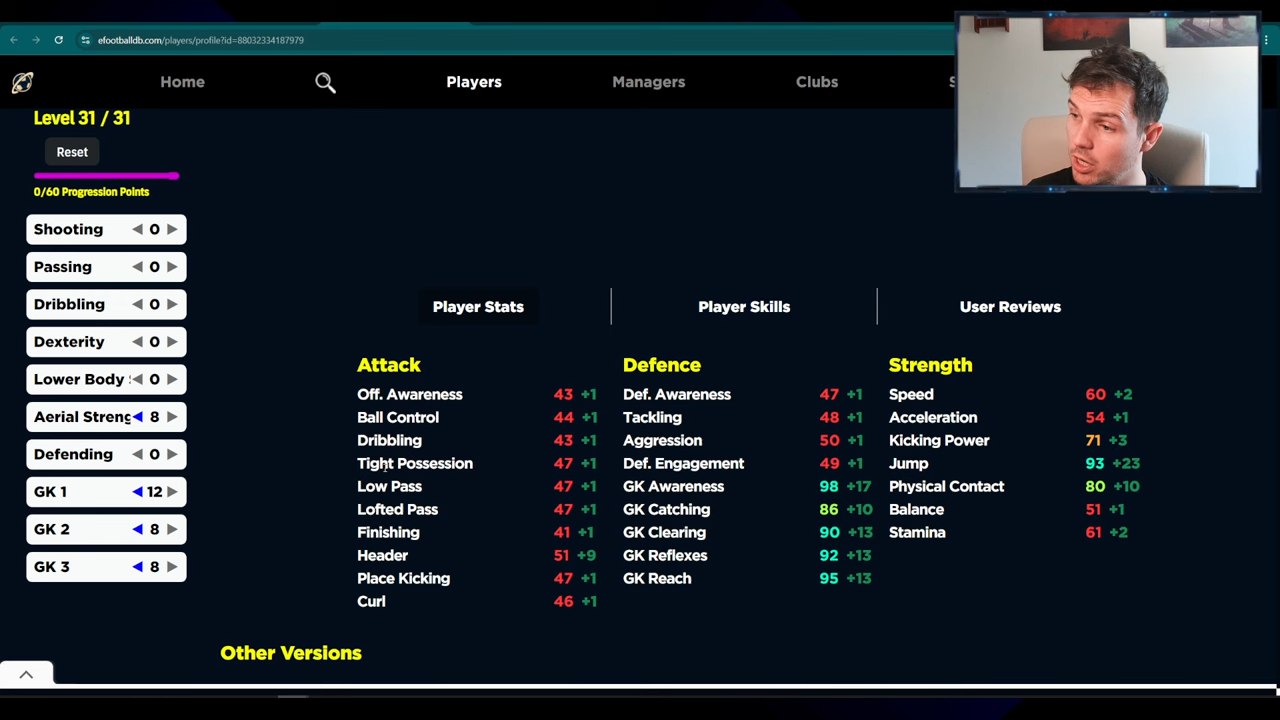 efootballdb.com/players/profile?id=88032334187979
Home
Players
Managers
Clubs
S
Level 31 / 31
Reset
0/60 Progression Points
Shooting 0
Passing 0
Dribbling 0
Dexterity 0
Lower Body 0
Aerial Streng 8
Defending 0
GK 1 12
GK 2 8
GK 3 8
Player Stats
Player Skills
User Reviews
Attack
Off. Awareness 43 +1
Ball Control 44 +1
Dribbling 43 +1
Tight Possession 47 +1
Low Pass 47 +1
Lofted Pass 47 +1
Finishing 41 +1
Header 51 +9
Place Kicking 47 +1
Curl 46 +1
Defence
Def. Awareness 47 +1
Tackling 48 +1
Aggression 50 +1
Def. Engagement 49 +1
GK Awareness 98 +17
GK Catching 86 +10
GK Clearing 90 +13
GK Reflexes 92 +13
GK Reach 95 +13
Strength
Speed 60 +2
Acceleration 54 +1
Kicking Power 71 +3
Jump 93 +23
Physical Contact 80 +10
Balance 51 +1
Stamina 61 +2
Other Versions